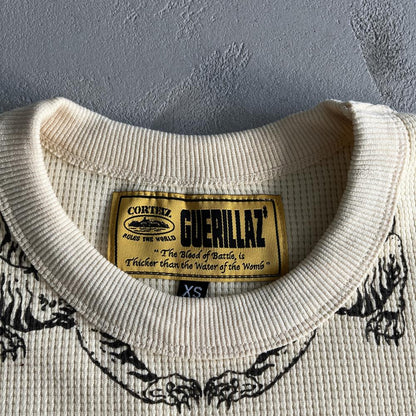 CORTEIZ
RULES THE WORLD
GUERILLAZ'
" The Blood of Battle, is
Thicker than the Water of the Womb"
XS